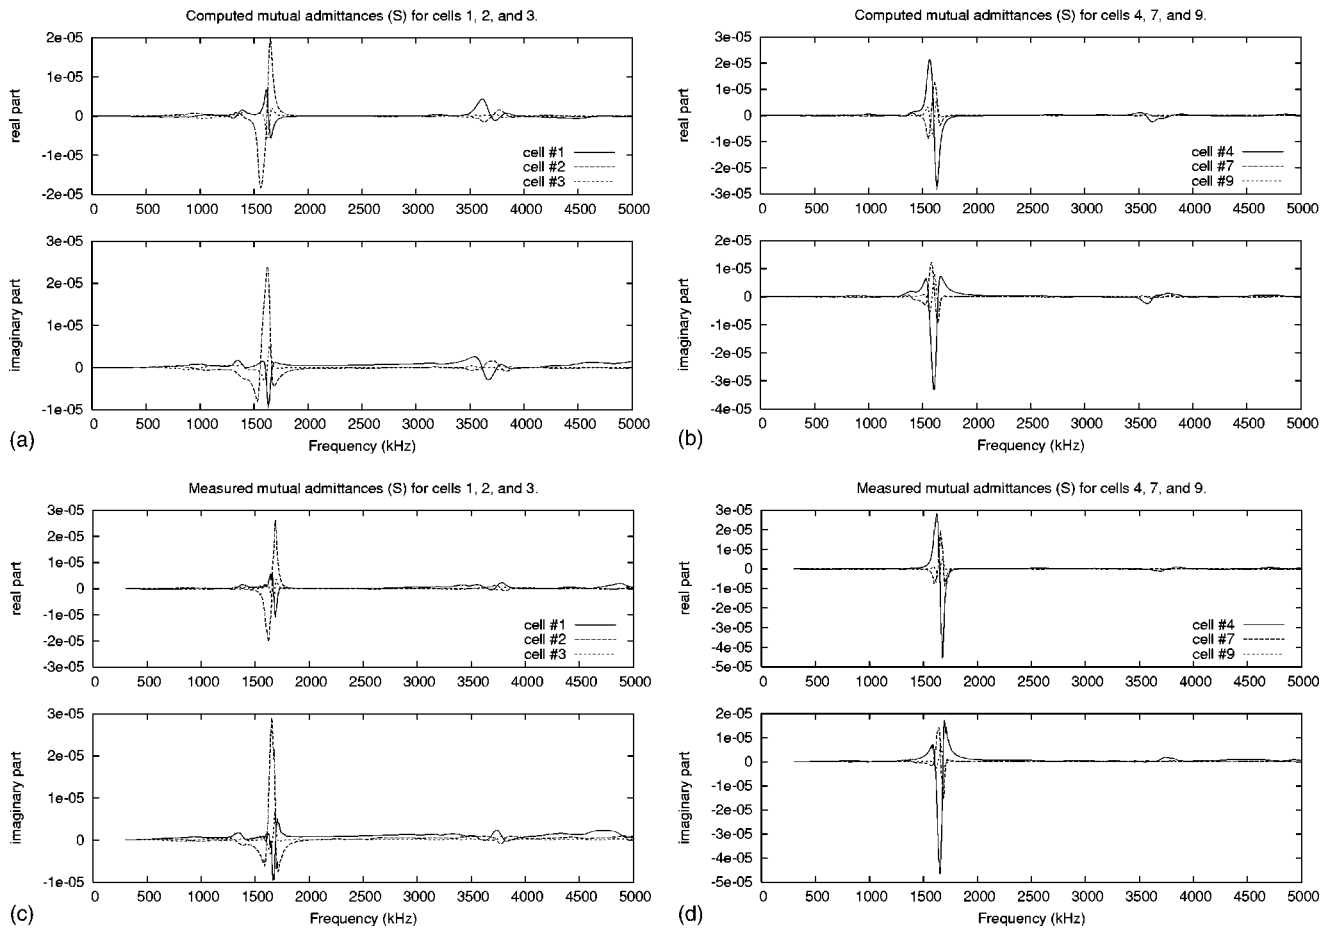 Computed mutual admittances (S) for cells 1, 2, and 3.
2e-05
1e-05
0
-1e-05
-2e-05
real part
cell #1
cell #2
cell #3
0 500 1000 1500 2000 2500 3000 3500 4000 4500 5000
3e-05
2e-05
1e-05
0
-1e-05
imaginary part
0 500 1000 1500 2000 2500 3000 3500 4000 4500 5000
(a)
Frequency (kHz)
Computed mutual admittances (S) for cells 4, 7, and 9.
3e-05
2e-05
1e-05
0
-1e-05
-2e-05
-3e-05
real part
cell #4
cell #7
cell #9
0 500 1000 1500 2000 2500 3000 3500 4000 4500 5000
2e-05
1e-05
0
-1e-05
-2e-05
-3e-05
-4e-05
imaginary part
0 500 1000 1500 2000 2500 3000 3500 4000 4500 5000
(b)
Frequency (kHz)
Measured mutual admittances (S) for cells 1, 2, and 3.
3e-05
2e-05
1e-05
0
-1e-05
-2e-05
-3e-05
real part
cell #1
cell #2
cell #3
0 500 1000 1500 2000 2500 3000 3500 4000 4500 5000
3e-05
2e-05
1e-05
0
-1e-05
imaginary part
0 500 1000 1500 2000 2500 3000 3500 4000 4500 5000
(c)
Frequency (kHz)
Measured mutual admittances (S) for cells 4, 7, and 9.
3e-05
2e-05
1e-05
0
-1e-05
-2e-05
-3e-05
-4e-05
-5e-05
real part
cell #4
cell #7
cell #9
0 500 1000 1500 2000 2500 3000 3500 4000 4500 5000
2e-05
1e-05
0
-1e-05
-2e-05
-3e-05
-4e-05
-5e-05
imaginary part
0 500 1000 1500 2000 2500 3000 3500 4000 4500 5000
(d)
Frequency (kHz)